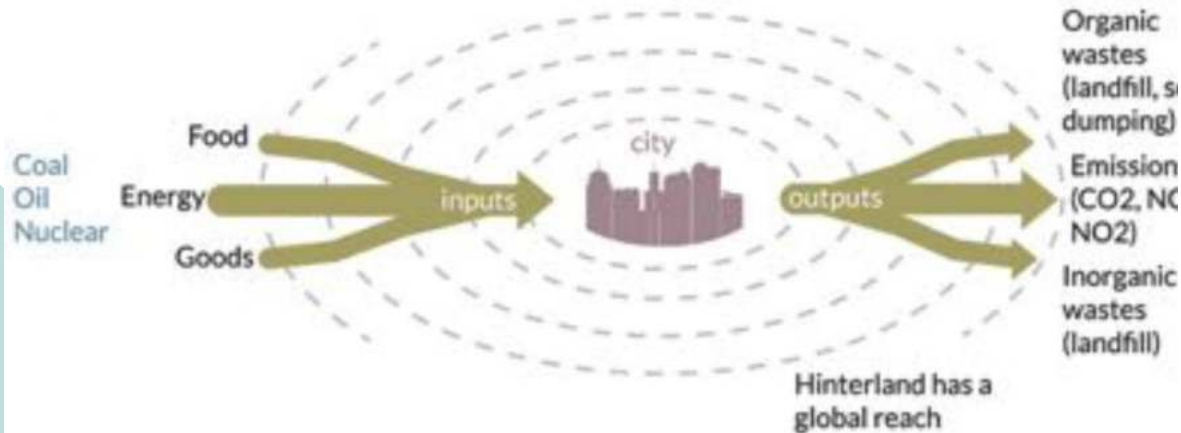 Coal
Oil
Nuclear
Food
Energy
Goods
inputs
city
outputs
Organic
wastes
(landfill,
dumping)
Emission
(CO2,
NO2)
Inorganic
wastes
(landfill)
Hinterland has a
global reach